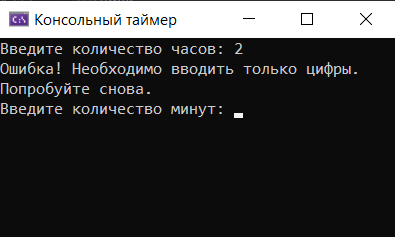 Консольный таймер
Введите количество часов: 2
Ошибка! Необходимо вводить только цифры.
Попробуйте снова.
Введите количество минут: